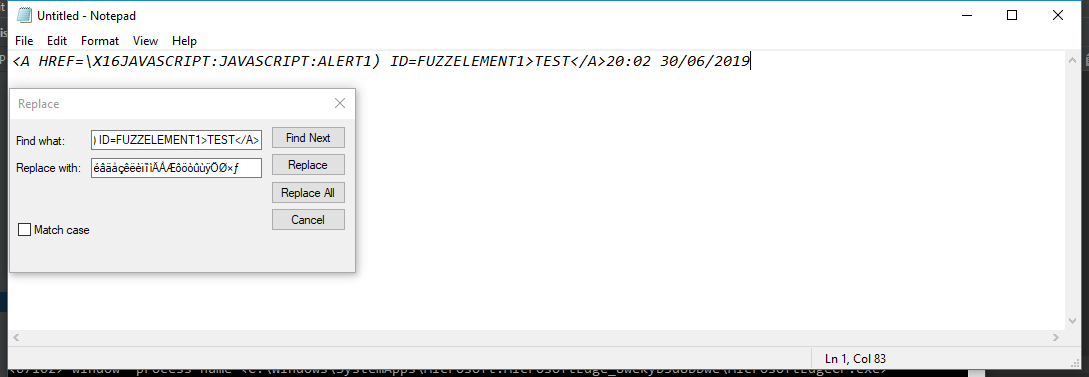 Untitled - Notepad
File Edit Format View Help
<A HREF=\X16JAVASCRIPT:JAVASCRIPT:ALERT1) ID=FUZZELEMENT1>TEST</A>20:02 30/06/2019
Replace
Find what: ) ID=FUZZELEMENT1>TEST</A> Find Next
Replace with: éâäåçêëèïîìÄÅÆôöòûùÿÖØ×ƒ Replace
Replace All
Cancel
Match case
Ln 1, Col 83